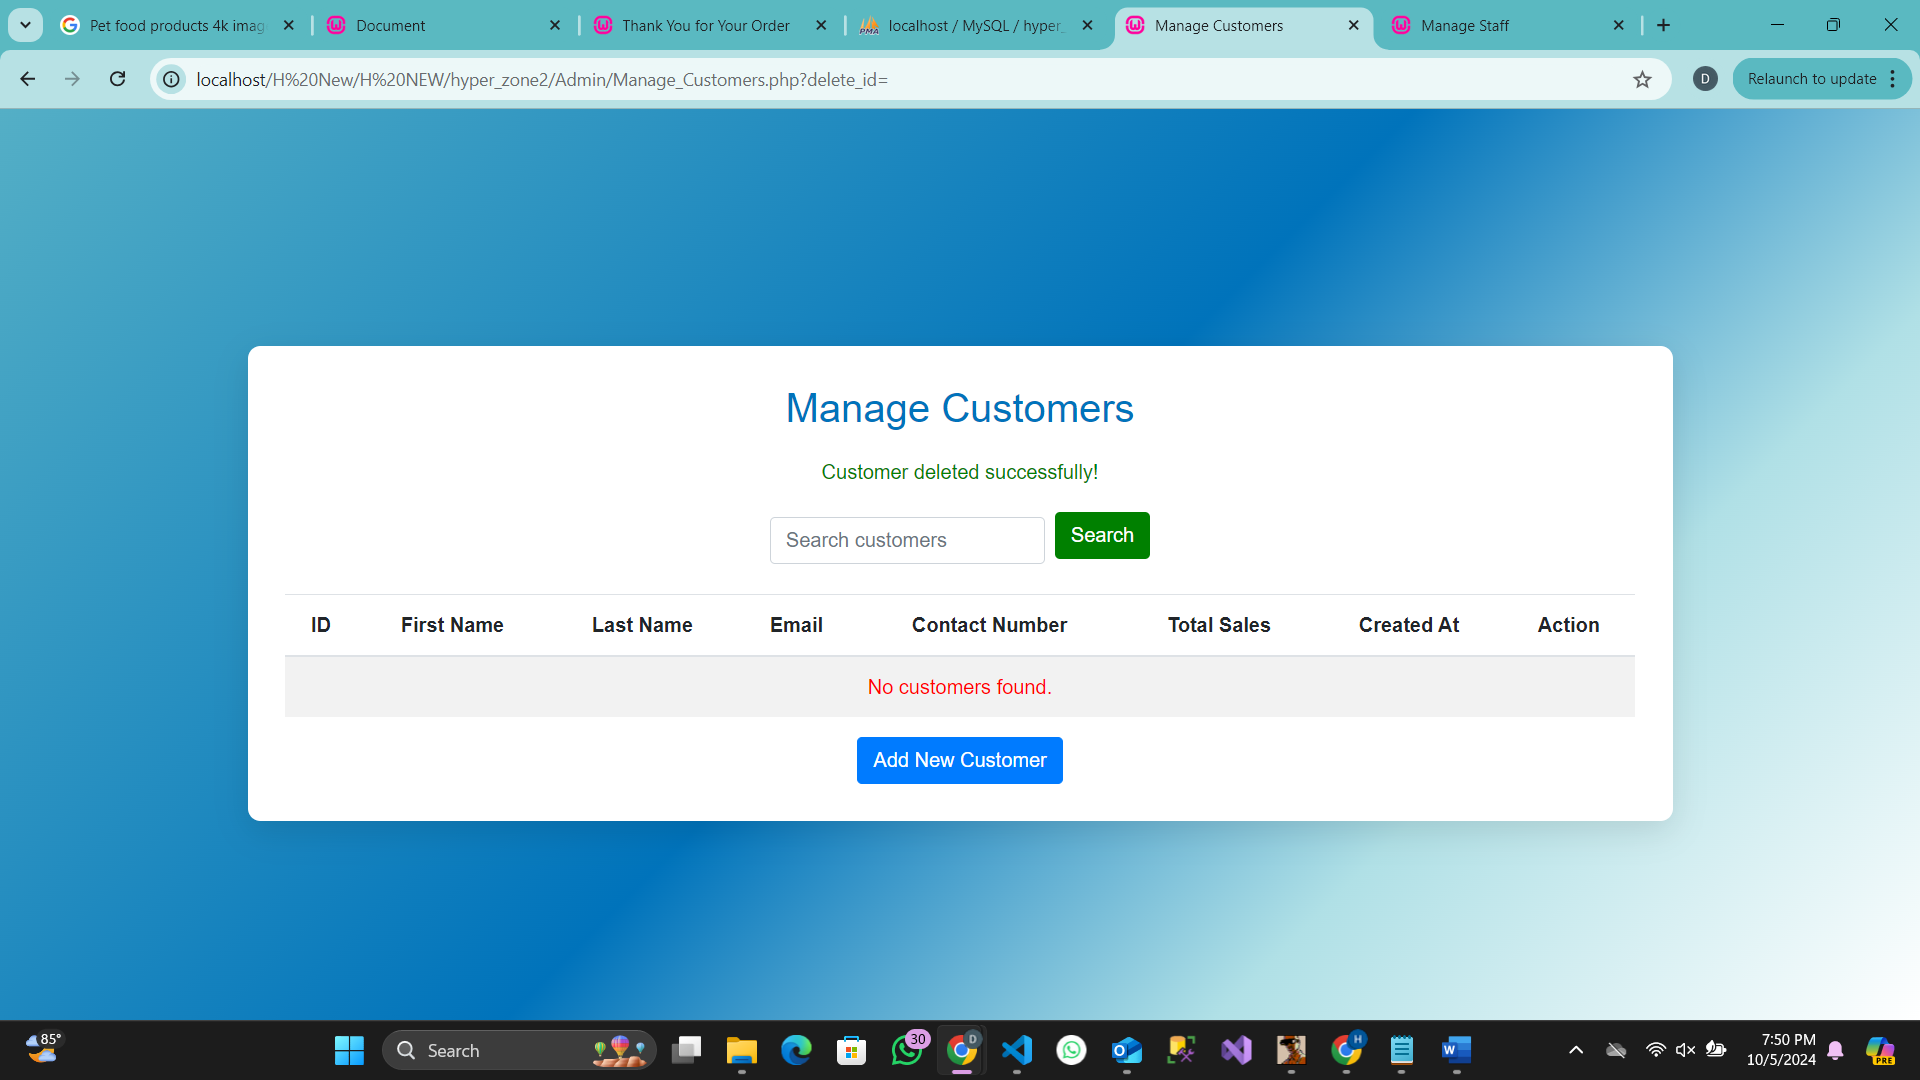 Pet food products 4k imag
Document
Thank You for Your Order
PMA
localhost / MySQL / hyper_
Manage Customers
Manage Staff
localhost/H%20New/H%20NEW/hyper_zone2/Admin/Manage_Customers.php?delete_id=
D
Relaunch to update
Manage Customers
Customer deleted successfully!
Search customers
Search
ID First Name Last Name Email Contact Number Total Sales Created At Action
No customers found.
Add New Customer
85°
Search
30
D
H
7:50 PM
10/5/2024
PRE